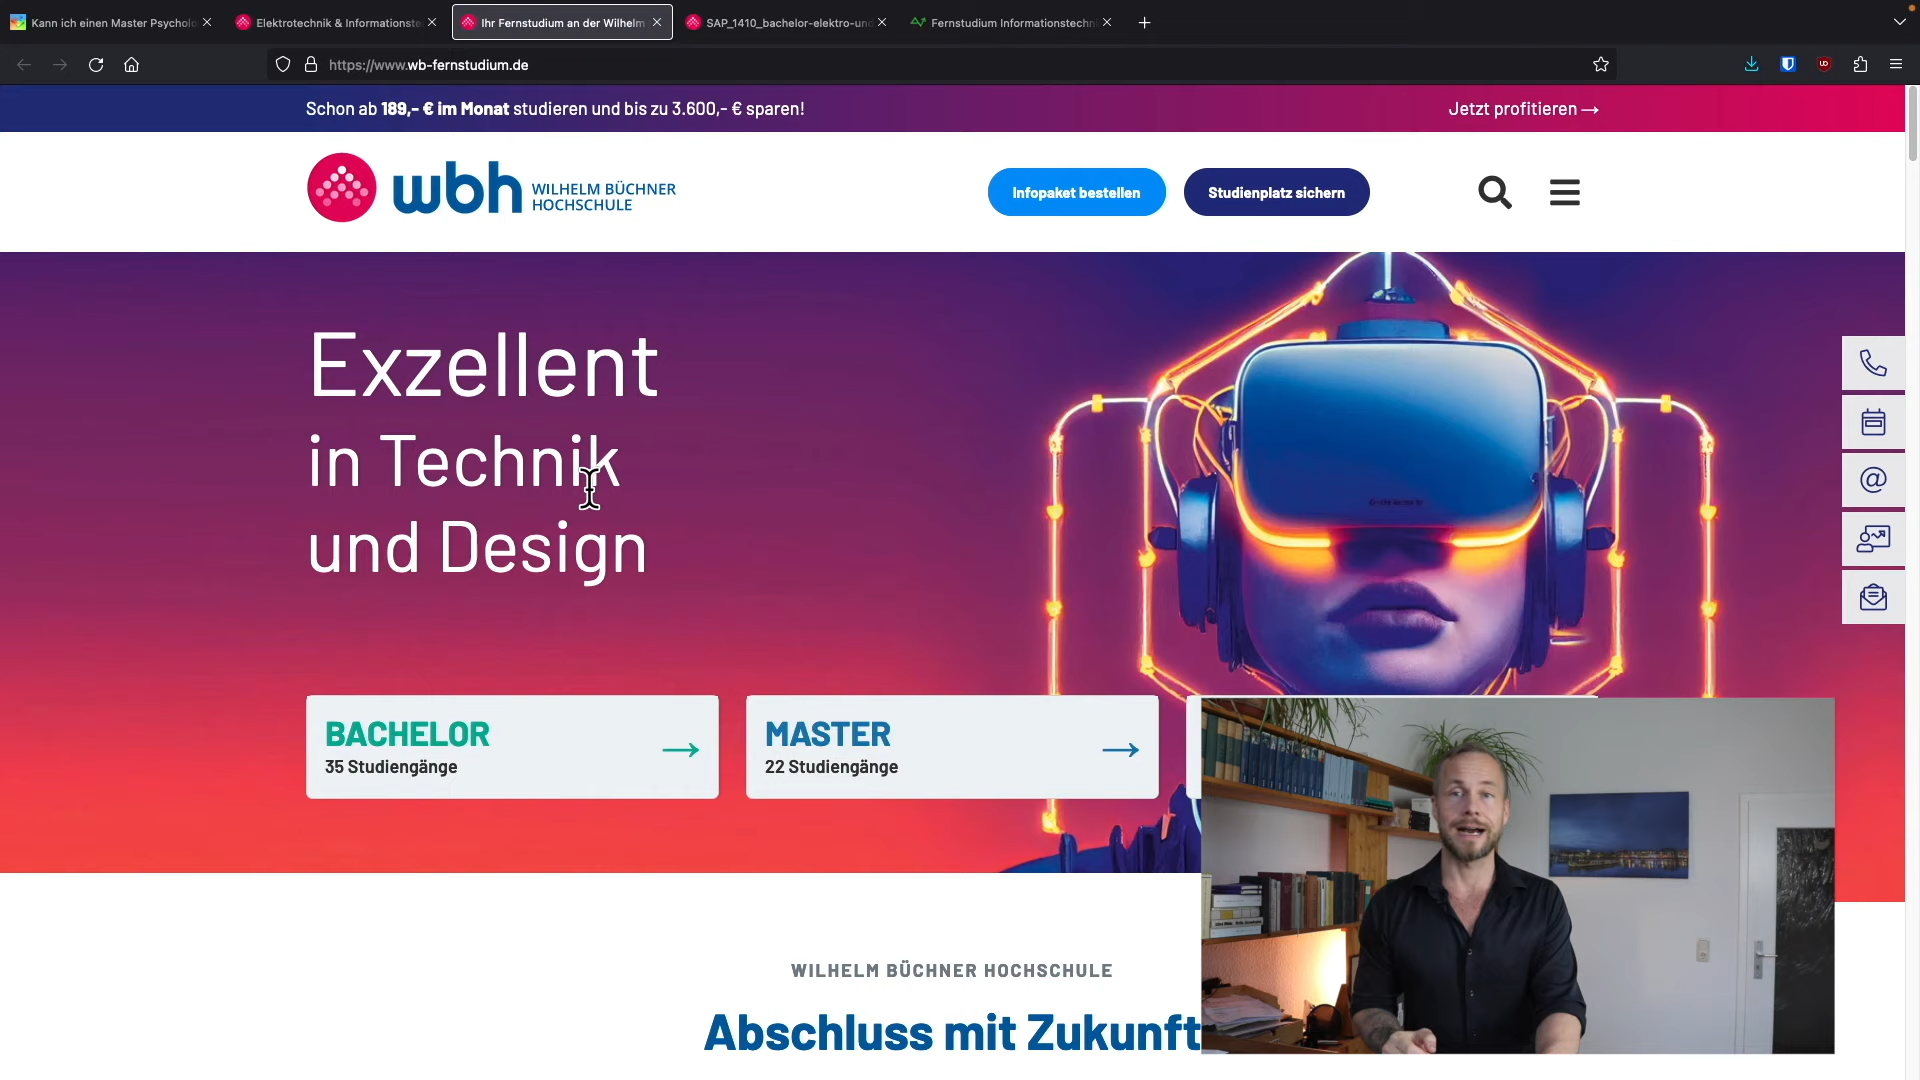 Kann ich einen Master Psycholo
Elektrotechnik & Informationste
Ihr Fernstudium an der Wilhelm
SAP_1410_bachelor-elektro-und
Fernstudium Informationstechn
https://www.wb-fernstudium.de
Schon ab 189,- € im Monat studieren und bis zu 3.600,- € sparen!
Jetzt profitieren →
wbh WILHELM BÜCHNER
HOCHSCHULE
Infopaket bestellen
Studienplatz sichern
Exzellent
in Technik
und Design
BACHELOR
35 Studiengänge
MASTER
22 Studiengänge
WILHELM BÜCHNER HOCHSCHULE
Abschluss mit Zukunft